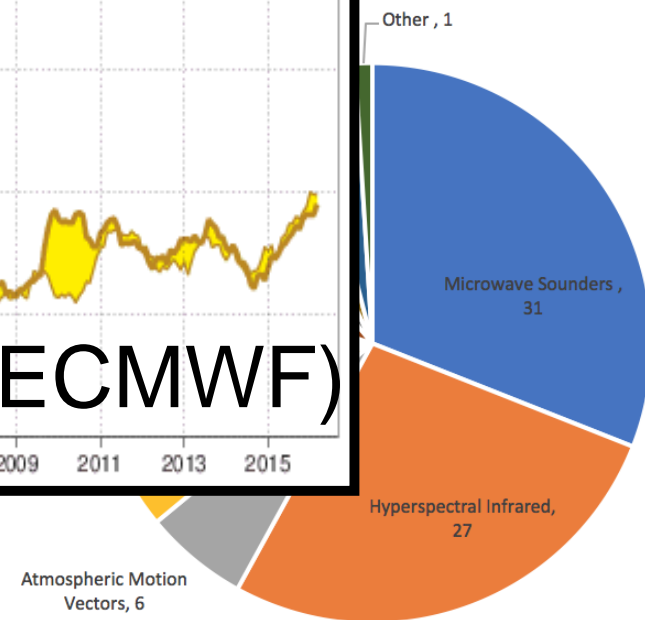 Other , 1
Microwave Sounders ,
31
ECMWF)
2009
2011
2013
2015
Hyperspectral Infrared,
27
Atmospheric Motion
Vectors, 6